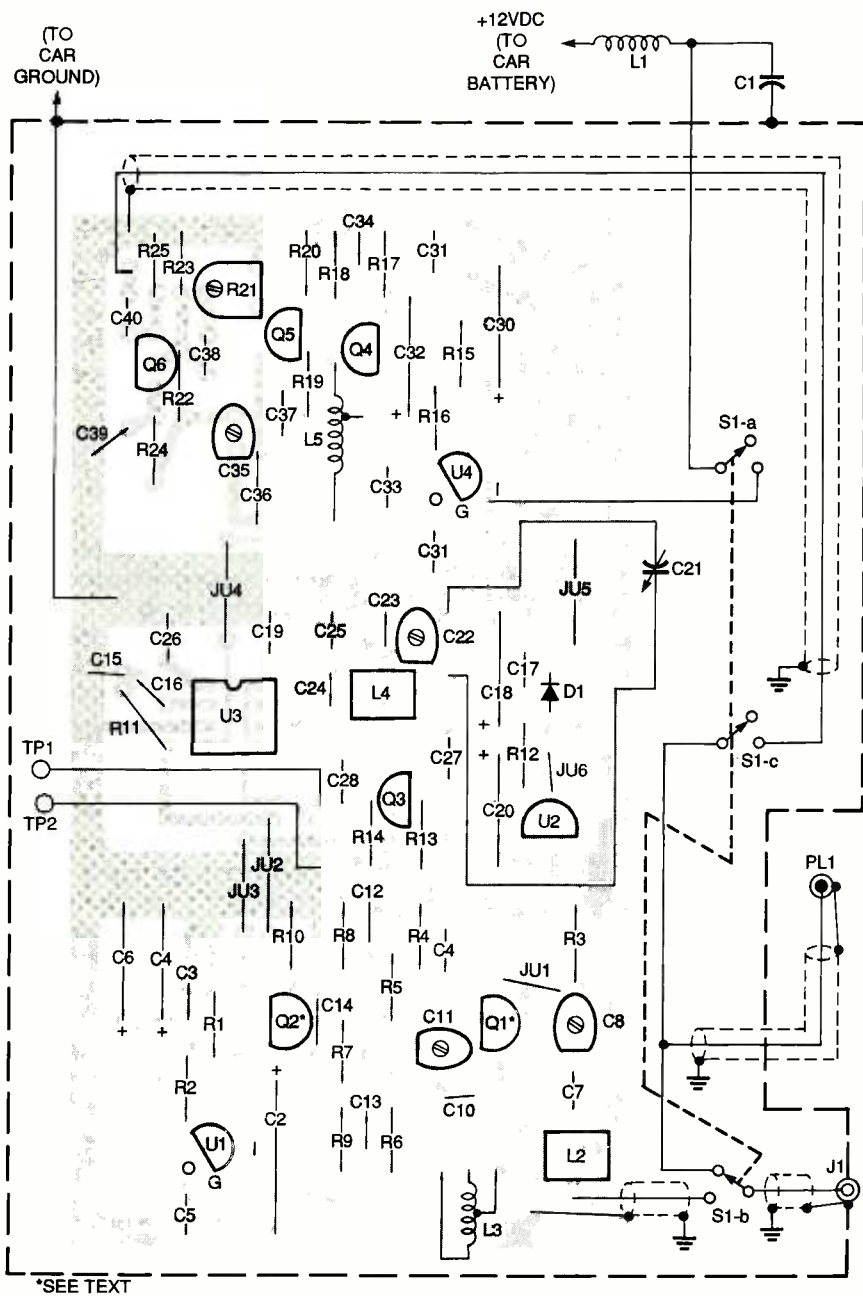 (TO
CAR
GROUND)
+12VDC
(TO
CAR
BATTERY)
L1
C1
C34
R25
R23
R20
R18
R17
C31
R21
C40
Q5
Q4
C30
Q6
C38
C32
R15
R22
R19
C39
C37
R16
L5
+
+
R24
C35
S1-a
C36
C33
U4
G
C31
JU4
JU5
C21
C26
C19
C25
C23
C22
C15
C16
C24
L4
C17
C18
D1
R11
U3
+
+
TP1
C28
C27
R12
JU6
S1-c
TP2
Q3
C20
U2
R14
R13
JU2
JU3
PL1
C12
C6
C4
R10
R8
R4
C4
R3
C3
R5
JU1
C14
C11
Q1*
C8
Q2*
R1
+
+
R7
R2
+
C7
C2
C13
C10
U1
R9
R6
L2
J1
G
C5
L3
S1-b
*SEE TEXT